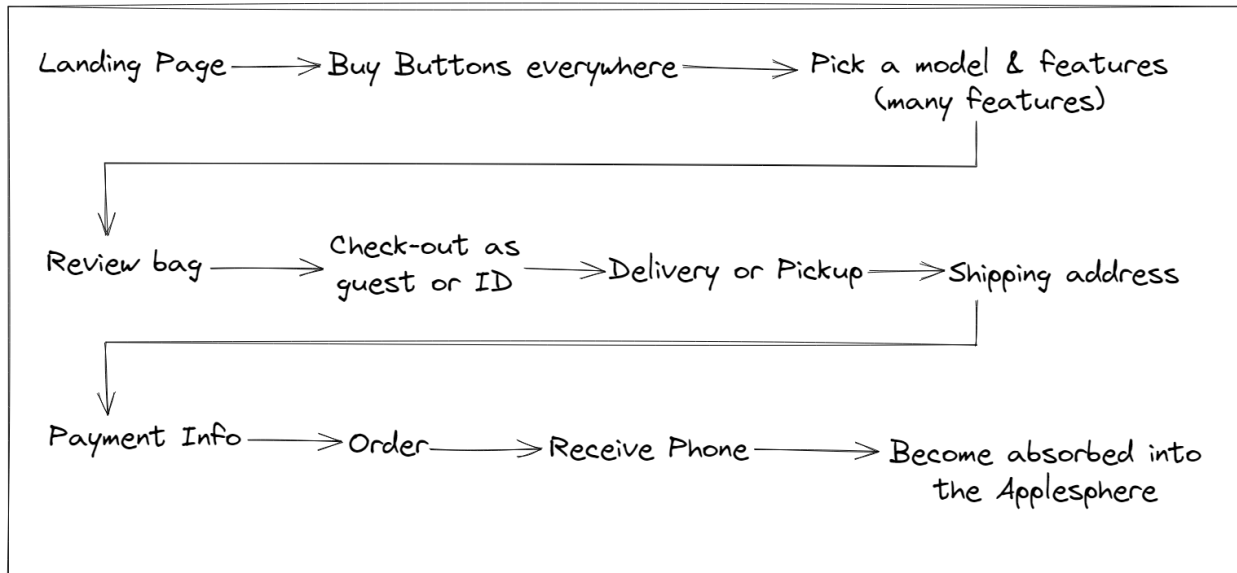 Landing Page
Buy Buttons everywhere
Pick a model & features
(many features)
Review bag
Check-out as
guest or ID
Delivery or Pickup
Shipping address
Payment Info
Order
Receive Phone
Become absorbed into
the Applesphere